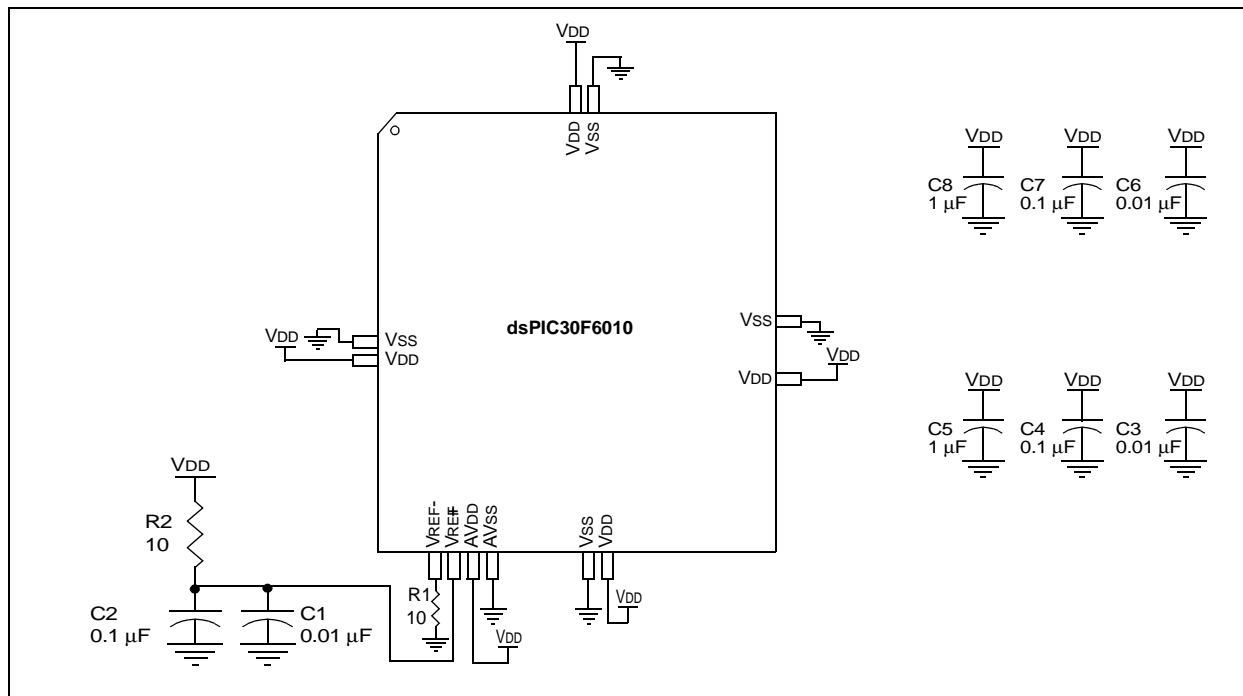 VDD
VDD
VSS
VDD
VDD
VDD
C8
1 µF
C7
0.1 µF
C6
0.01 µF
dsPIC30F6010
VDD
VSS
VDD
VSS
VDD
VDD
VDD
VDD
VDD
C5
1 µF
C4
0.1 µF
C3
0.01 µF
VDD
R2
10
VREF-
VREF+
AVDD
AVSS
VSS
VDD
R1
10
C2
0.1 µF
C1
0.01 µF
VDD
VDD